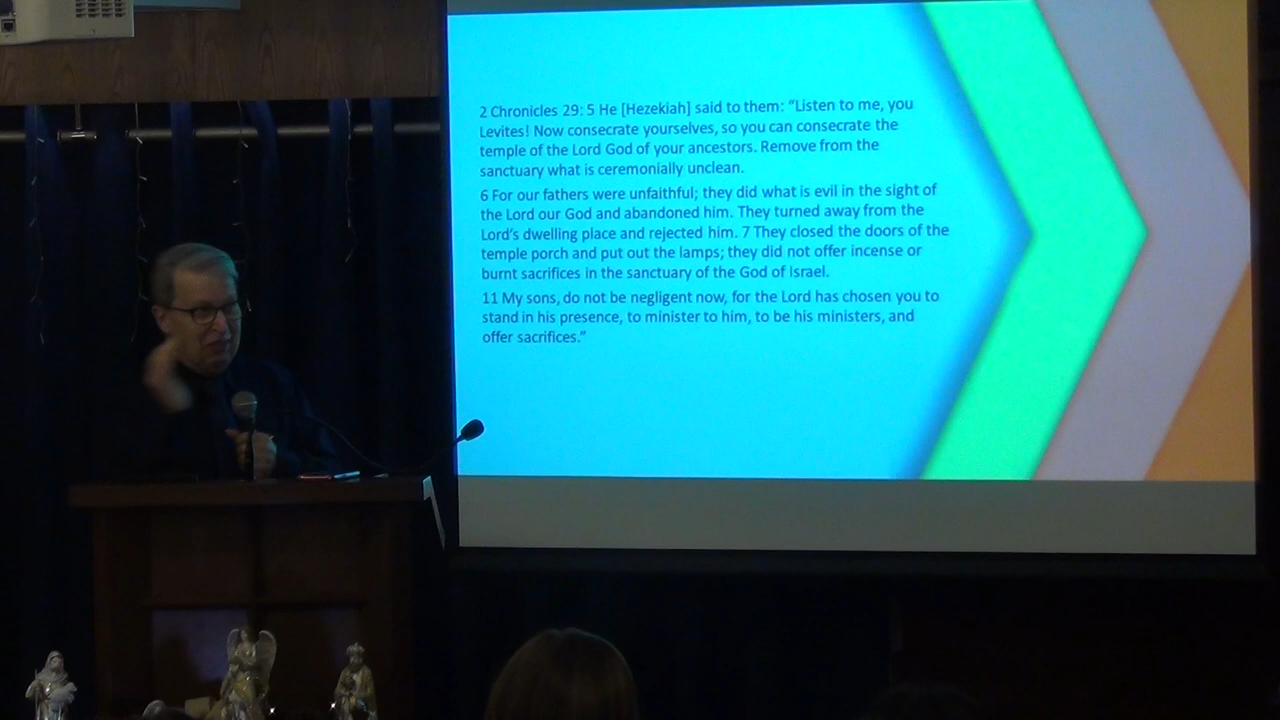 2 Chronicles 29: 5 He [Hezekiah] said to them: “Listen to me, you
Levites! Now consecrate yourselves, so you can consecrate the
temple of the Lord God of your ancestors. Remove from the
sanctuary what is ceremonially unclean.
6 For our fathers were unfaithful; they did what is evil in the sight of
the Lord our God and abandoned him. They turned away from the
Lord’s dwelling place and rejected him. 7 They closed the doors of the
temple porch and put out the lamps; they did not offer incense or
burnt sacrifices in the sanctuary of the God of Israel.
11 My sons, do not be negligent now, for the Lord has chosen you to
stand in his presence, to minister to him, to be his ministers, and
offer sacrifices.”